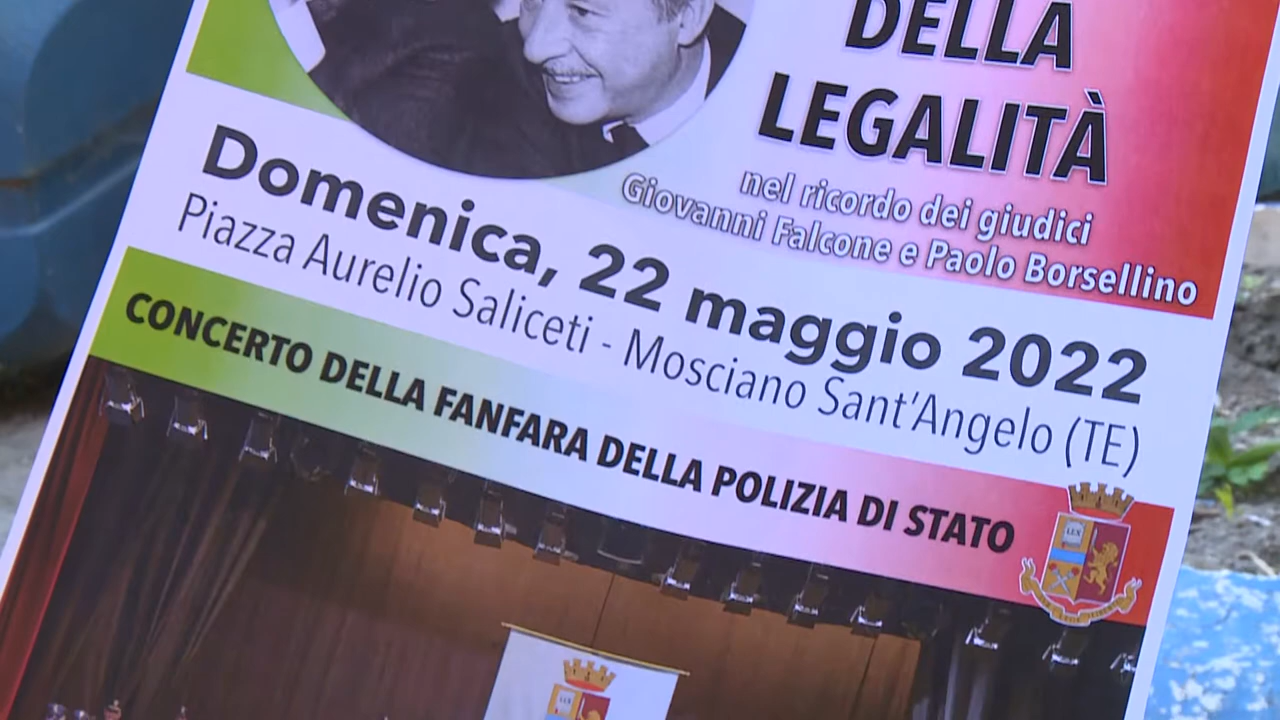 DELLA
LEGALITÀ
nel ricordo dei giudici
Giovanni Falcone e Paolo Borsellino
Domenica, 22 maggio 2022
Piazza Aurelio Saliceti - Mosciano Sant'Angelo (TE)
CONCERTO DELLA FANFARA DELLA POLIZIA DI STATO
LEX